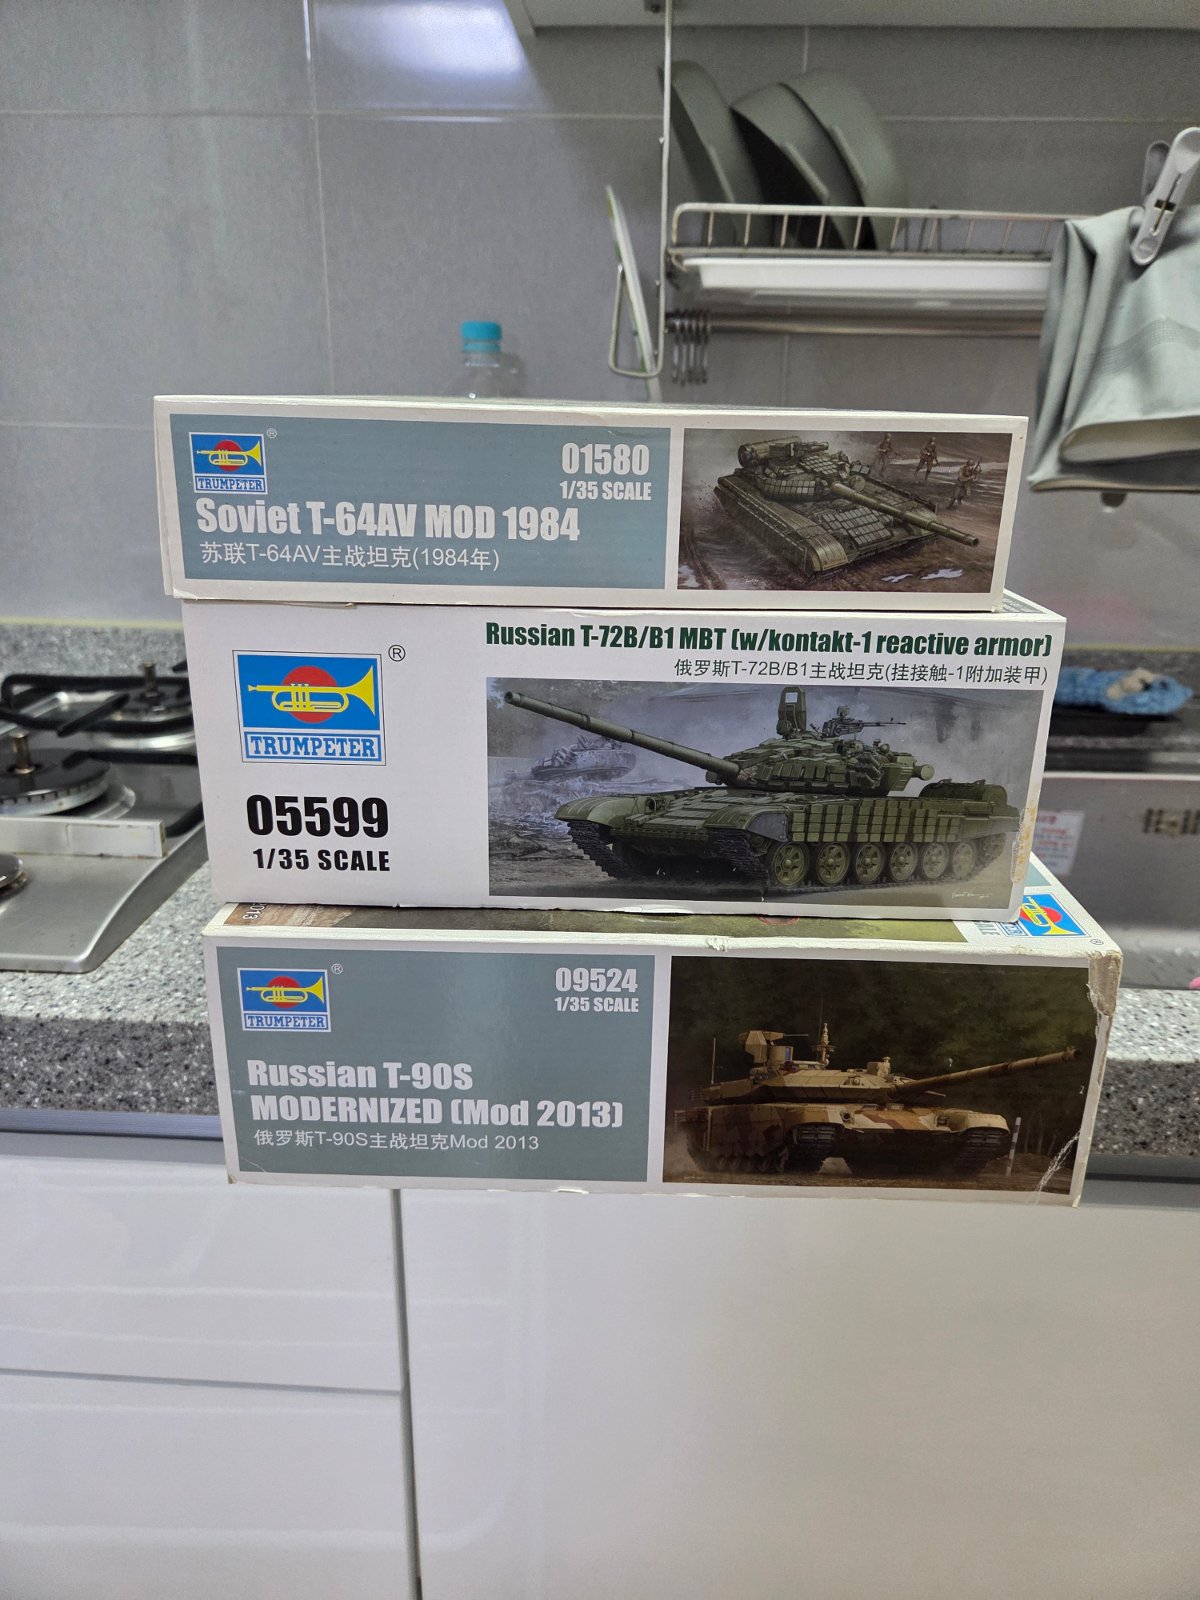 TRUMPETER
®
01580
1/35 SCALE
Soviet T-64AV MOD 1984
苏联T-64AV主战坦克(1984年)
Russian T-72B/B1 MBT (w/kontakt-1 reactive armor)
俄罗斯T-72B/B1主战坦克(挂接触-1附加装甲)
®
TRUMPETER
05599
1/35 SCALE
2013
TRUMPETER
®
09524
1/35 SCALE
Russian T-90S
MODERNIZED (Mod 2013)
俄罗斯T-90S主战坦克Mod 2013